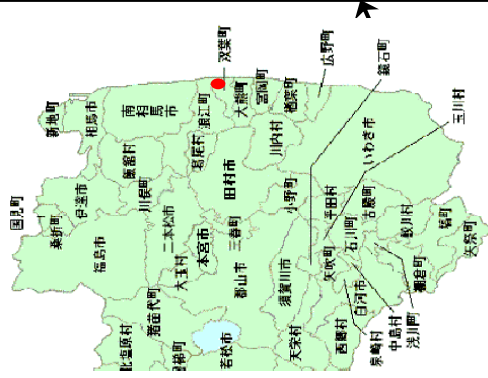 双葉町
広野町
鏡石町
玉川村
新地町
相馬市
南相馬市
浪江町
大熊町
富岡町
楢葉町
飯舘村
葛尾村
川内村
いわき市
国見町
桑折町
伊達市
川俣町
田村市
小野町
平田村
古殿町
鮫川村
塙町
矢祭町
福島市
二本松市
本宮市
三春町
大玉村
郡山市
須賀川市
矢吹町
石川町
棚倉町
浅川町
中島村
泉崎村
白河市
西郷村
天栄村
猪苗代町
北塩原村
磐梯町
若松市